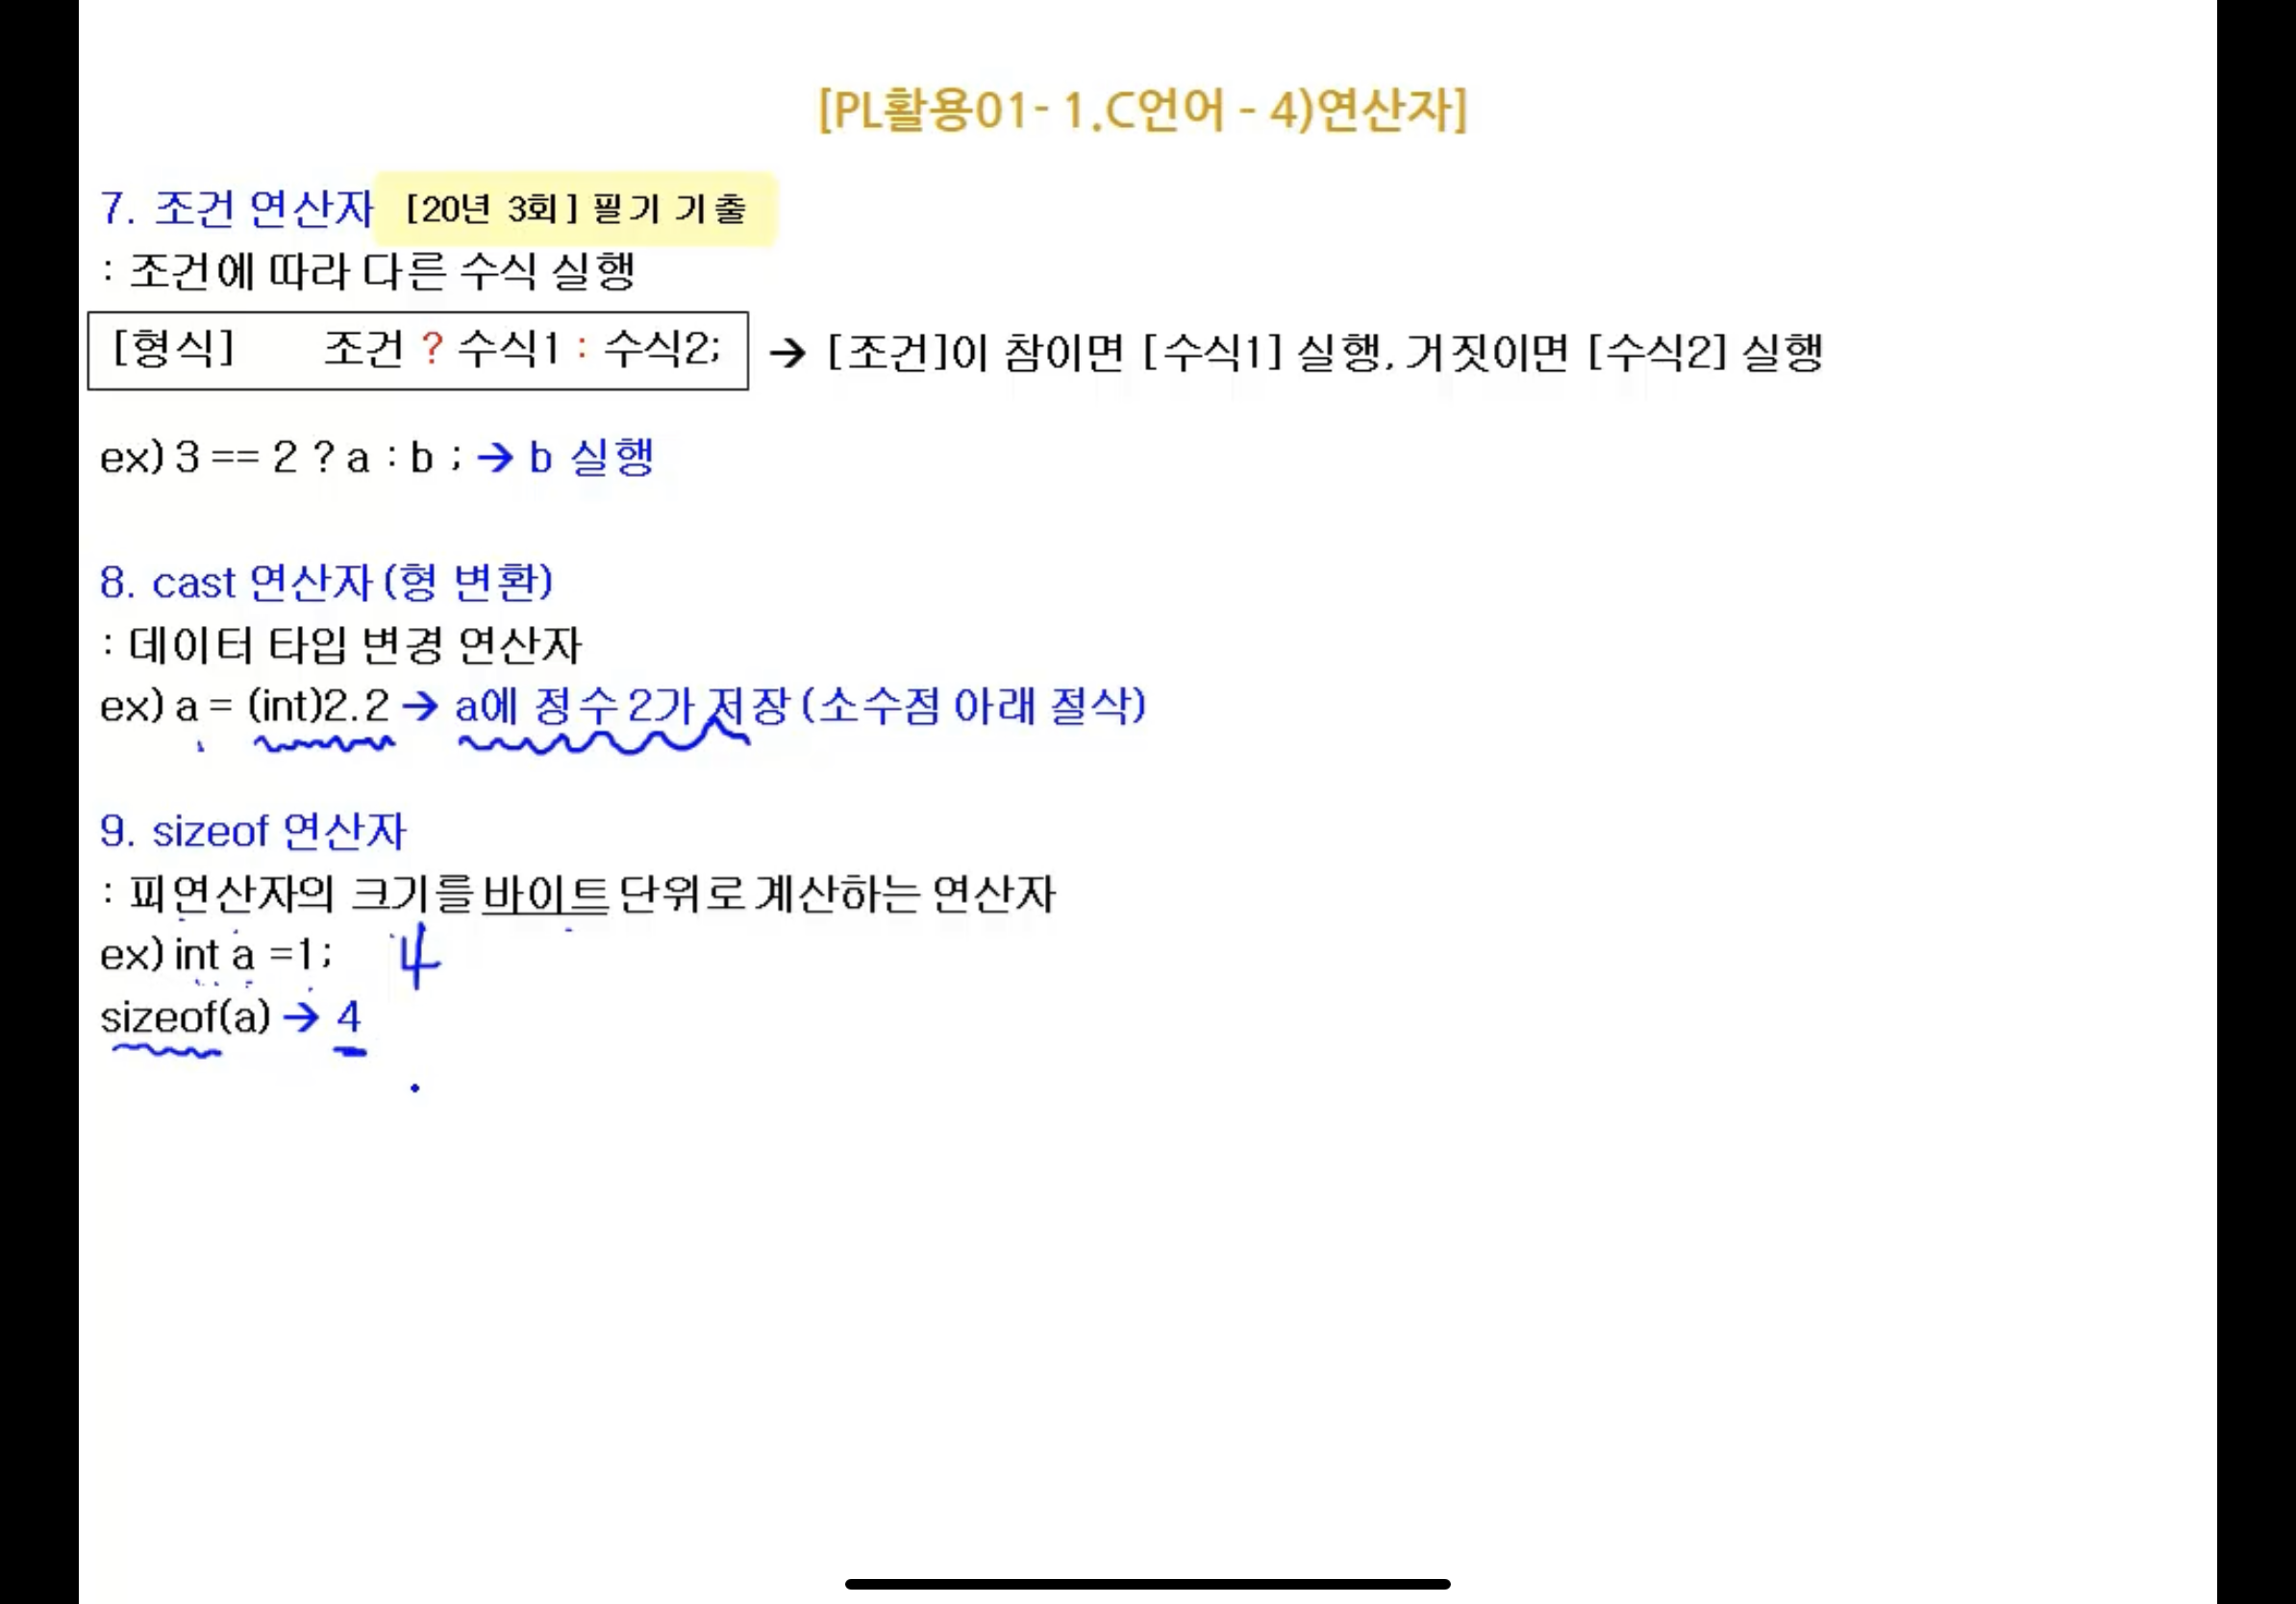 [PL활용01- 1.C언어 - 4)연산자]
7. 조건 연산자 [20년 3회] 필기 기출
: 조건에 따라 다른 수식 실행
[형식] 조건 ? 수식1 : 수식2; → [조건]이 참이면 [수식1] 실행, 거짓이면 [수식2] 실행
ex) 3 == 2 ? a : b ; → b 실행
8. cast 연산자(형 변환)
: 데이터 타입 변경 연산자
ex) a = (int)2.2 → a에 정수 2가 저장(소수점 아래 절삭)
9. sizeof 연산자
: 피연산자의 크기를 바이트 단위로 계산하는 연산자
ex) int a =1; 4
sizeof(a) → 4